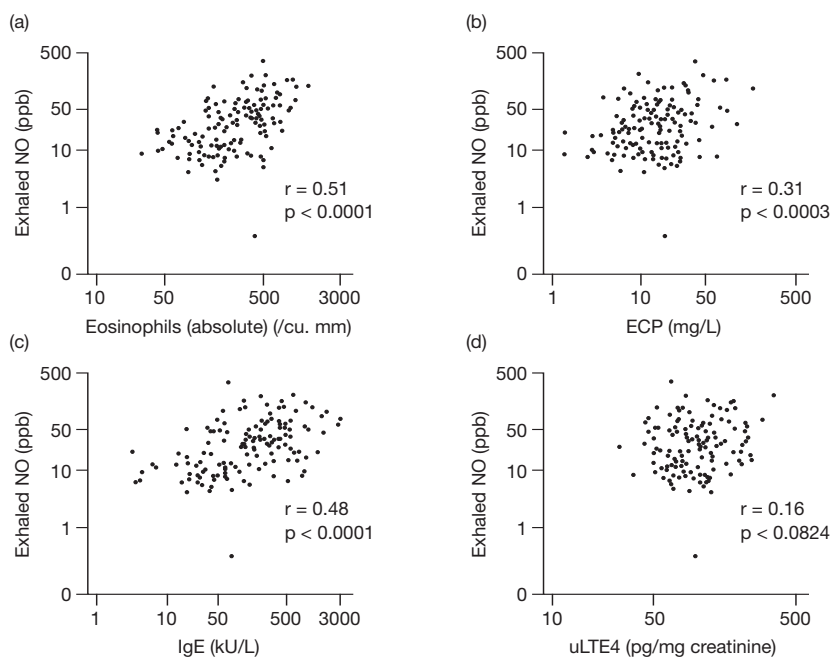 (a)
500
50
10
1
0
Exhaled NO (ppb)
r = 0.51
p < 0.0001
10 50 500 3000
Eosinophils (absolute) (/cu. mm)
(b)
500
50
10
1
0
Exhaled NO (ppb)
r = 0.31
p < 0.0003
1 10 50 500
ECP (mg/L)
(c)
500
50
10
1
0
Exhaled NO (ppb)
r = 0.48
p < 0.0001
1 10 50 500 3000
IgE (kU/L)
(d)
500
50
10
1
0
Exhaled NO (ppb)
r = 0.16
p < 0.0824
10 50 500
uLTE4 (pg/mg creatinine)